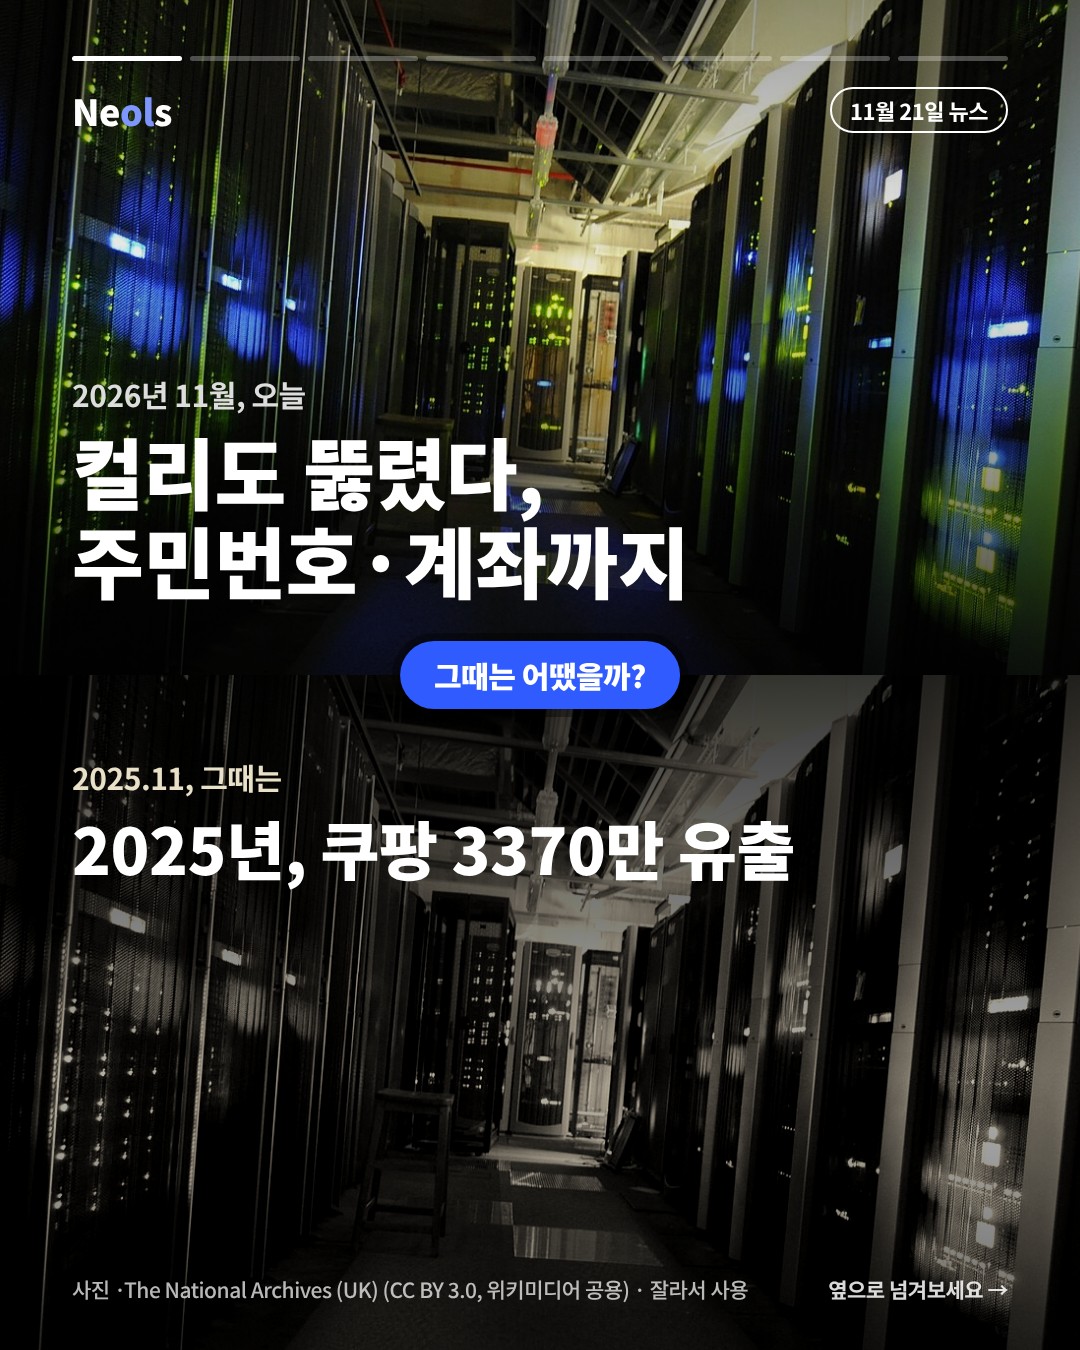 Neols
11월 21일 뉴스
2026년 11월, 오늘
컬리도 뚫렸다,
주민번호·계좌까지
그때는 어땠을까?
2025.11, 그때는
2025년, 쿠팡 3370만 유출
사진 ·The National Archives (UK) (CC BY 3.0, 위키미디어 공용) · 잘라서 사용
옆으로 넘겨보세요 →